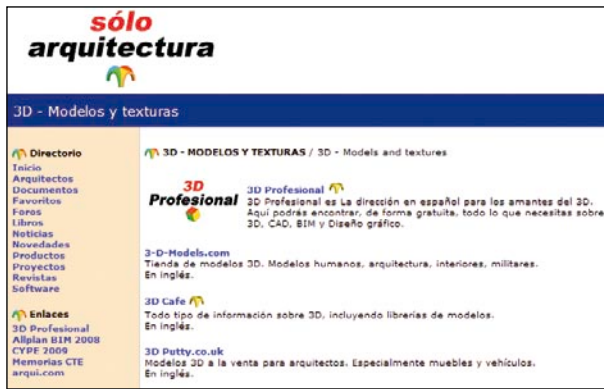 sólo
arquitectura
3D - Modelos y texturas
Directorio
Inicio
Arquitectos
Documentos
Favoritos
Foros
Libros
Noticias
Novedades
Productos
Proyectos
Revistas
Software
Enlaces
3D Profesional
Allplan BIM 2008
CYPE 2009
Memorias CTE
arqui.com
3D - MODELOS Y TEXTURAS / 3D - Models and textures
3D
Profesional
3D Profesional
3D Profesional es La dirección en español para los amantes del 3D.
Aquí podrás encontrar, de forma gratuita, todo lo que necesitas sobre
3D, CAD, BIM y Diseño gráfico.
3-D-Models.com
Tienda de modelos 3D. Modelos humanos, arquitectura, interiores, militares.
En inglés.
3D Cafe
Todo tipo de información sobre 3D, incluyendo librerías de modelos.
En inglés.
3D Putty.co.uk
Modelos 3D a la venta para arquitectos. Especialmente muebles y vehículos.
En inglés.